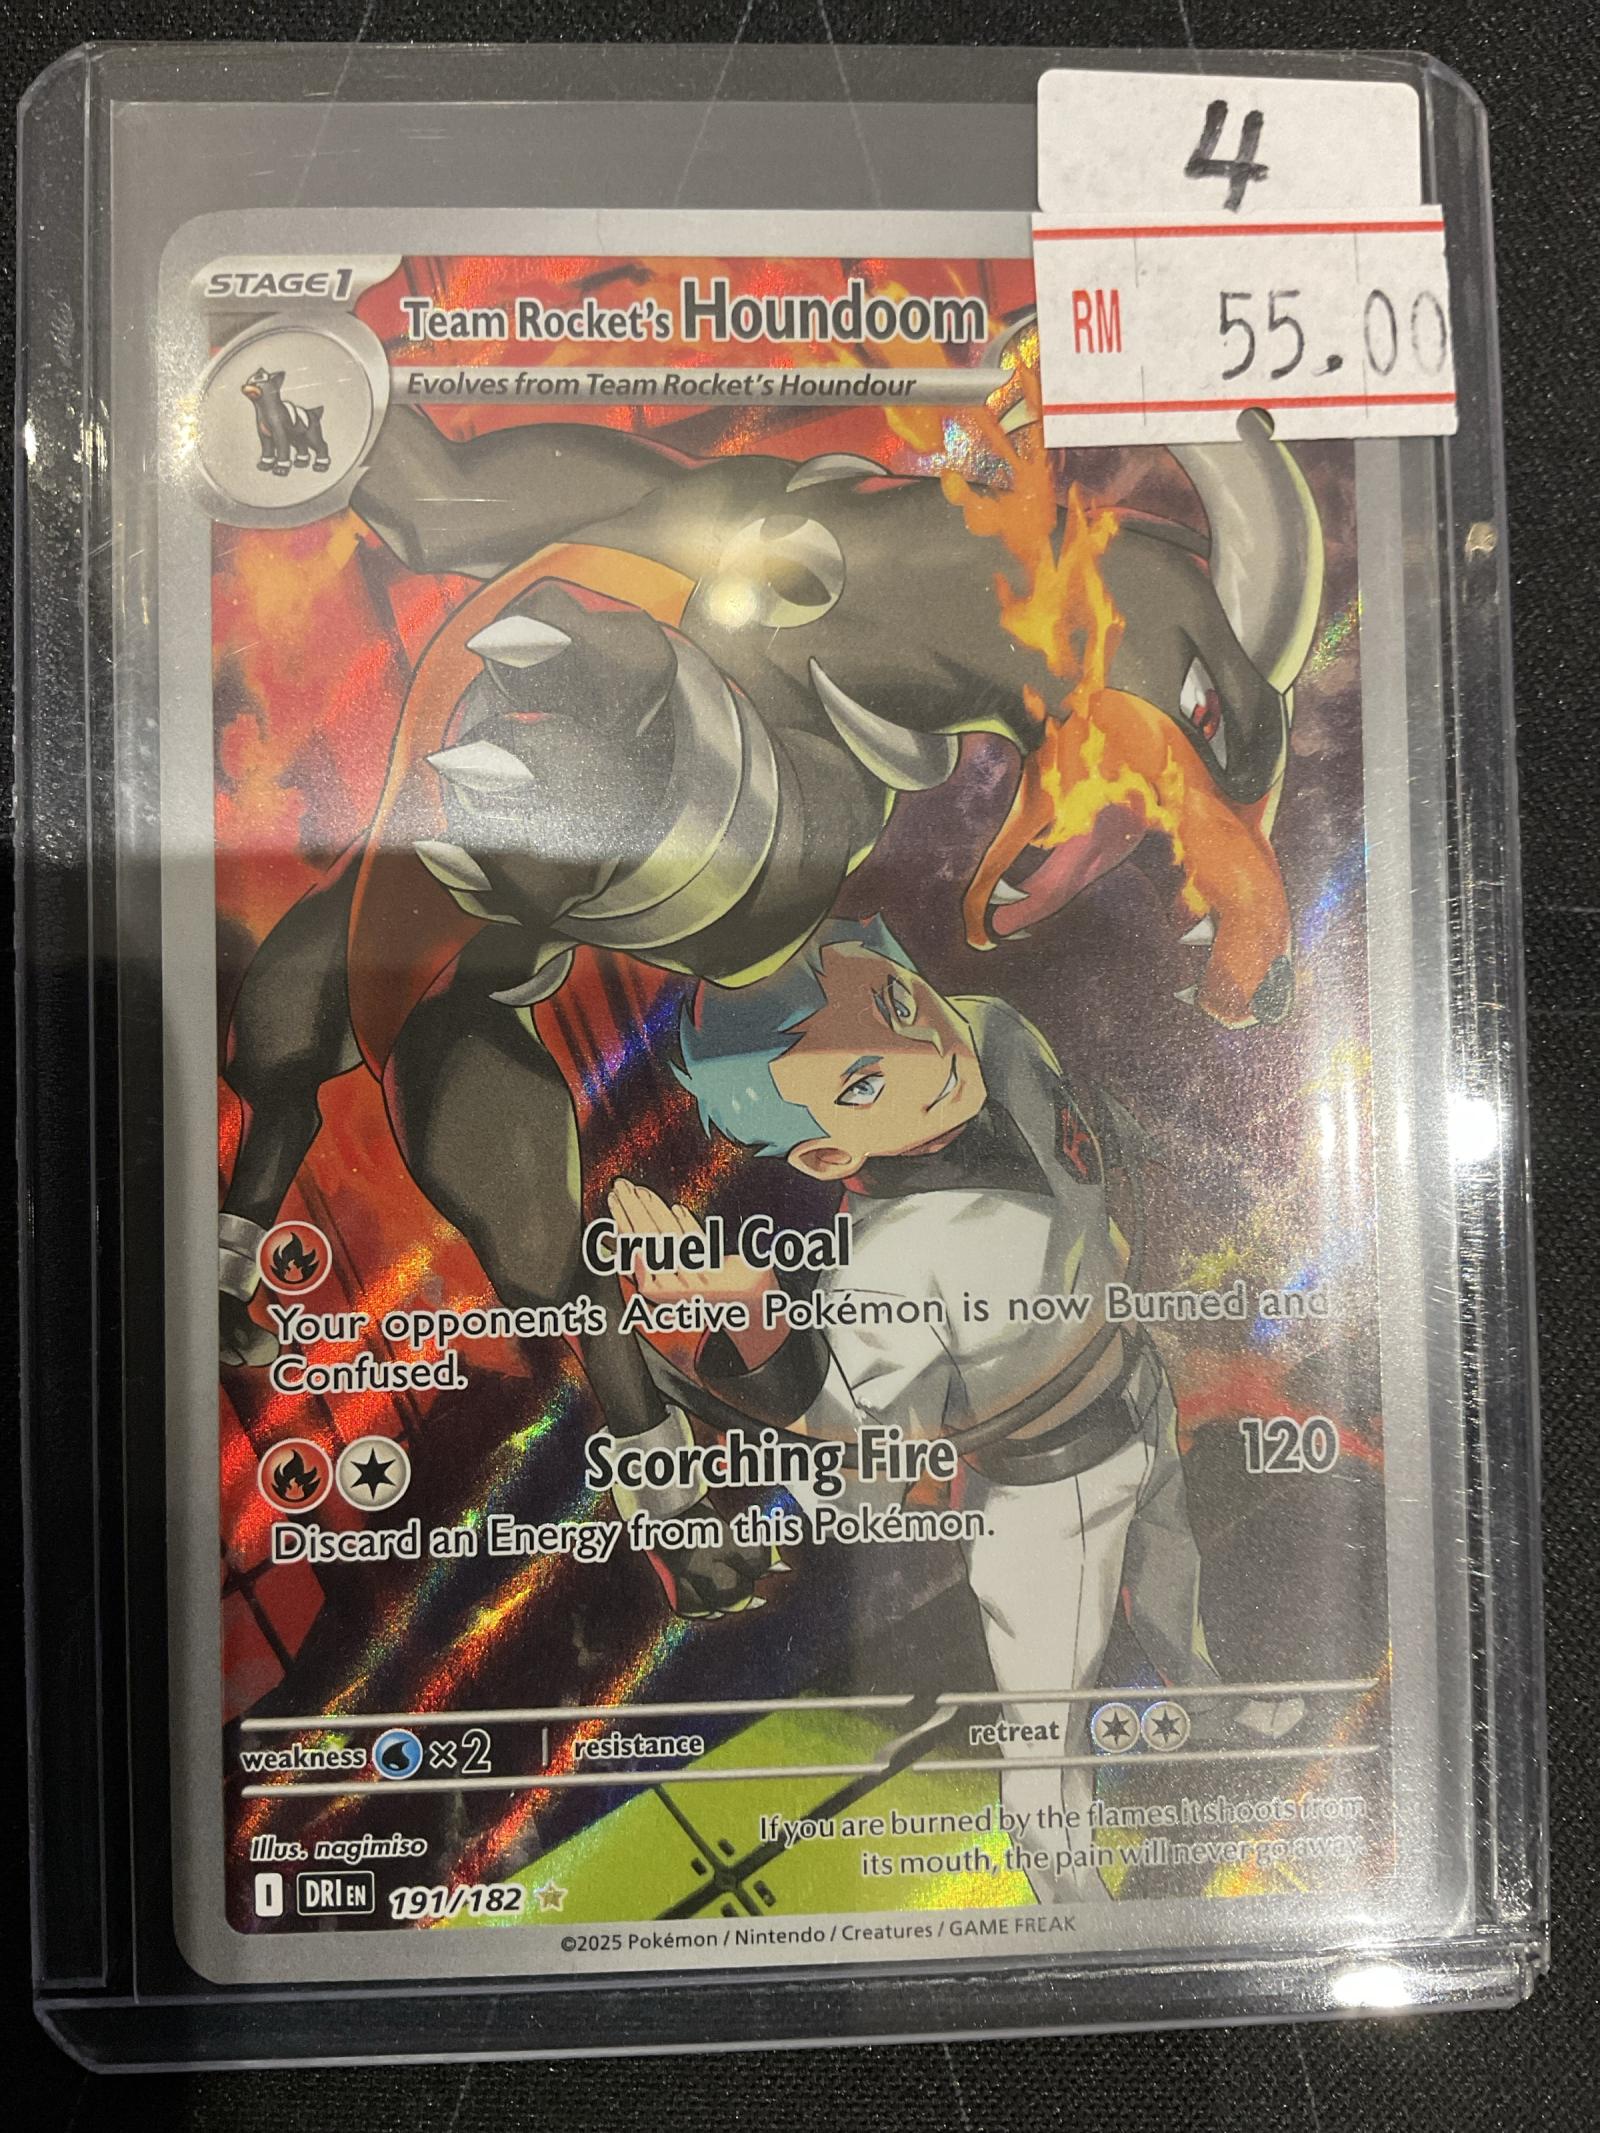 4
RM 55.00
STAGE 1
Team Rocket's Houndoom
Evolves from Team Rocket's Houndour
Cruel Coal
Your opponent's Active Pokémon is now Burned and
Confused.
Scorching Fire 120
Discard an Energy from this Pokémon.
weakness ×2 resistance retreat
If you are burned by the flames it shoots from
its mouth, the pain will never go away.
Illus. nagimiso
I DRI EN 191/182
©2025 Pokémon / Nintendo / Creatures / GAME FREAK